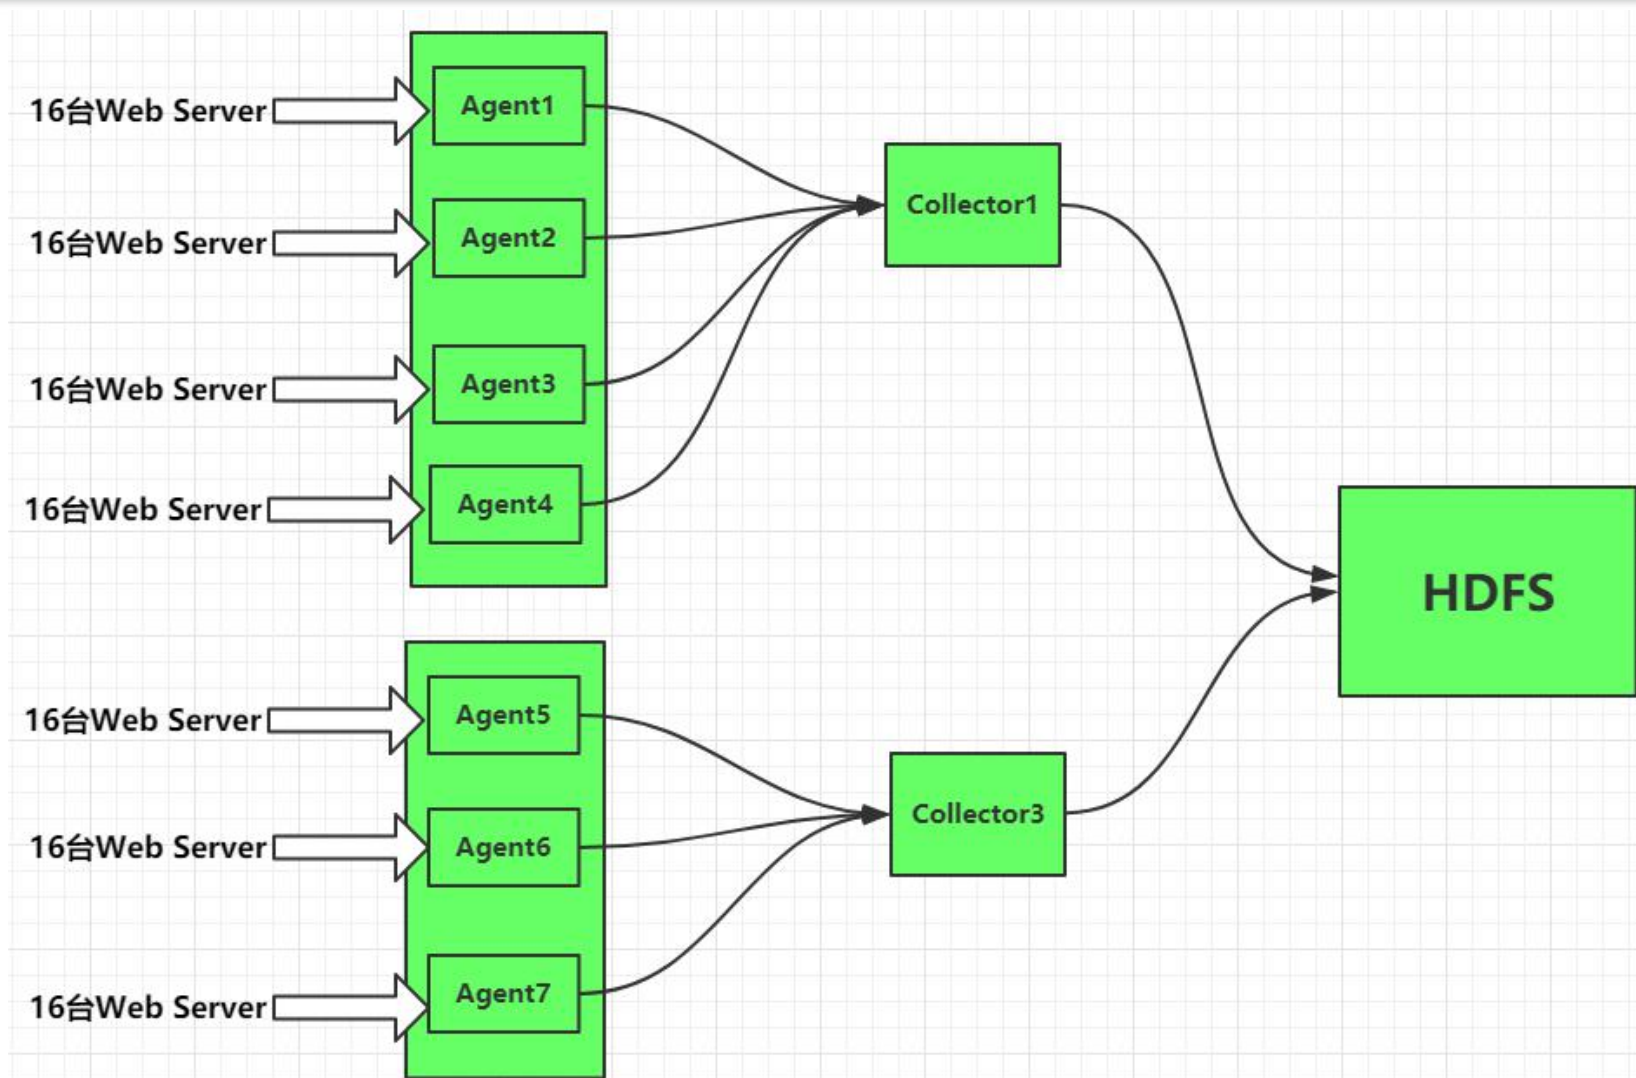 16台Web Server
Agent1
16台Web Server
Agent2
16台Web Server
Agent3
16台Web Server
Agent4
Collector1
HDFS
16台Web Server
Agent5
16台Web Server
Agent6
16台Web Server
Agent7
Collector3